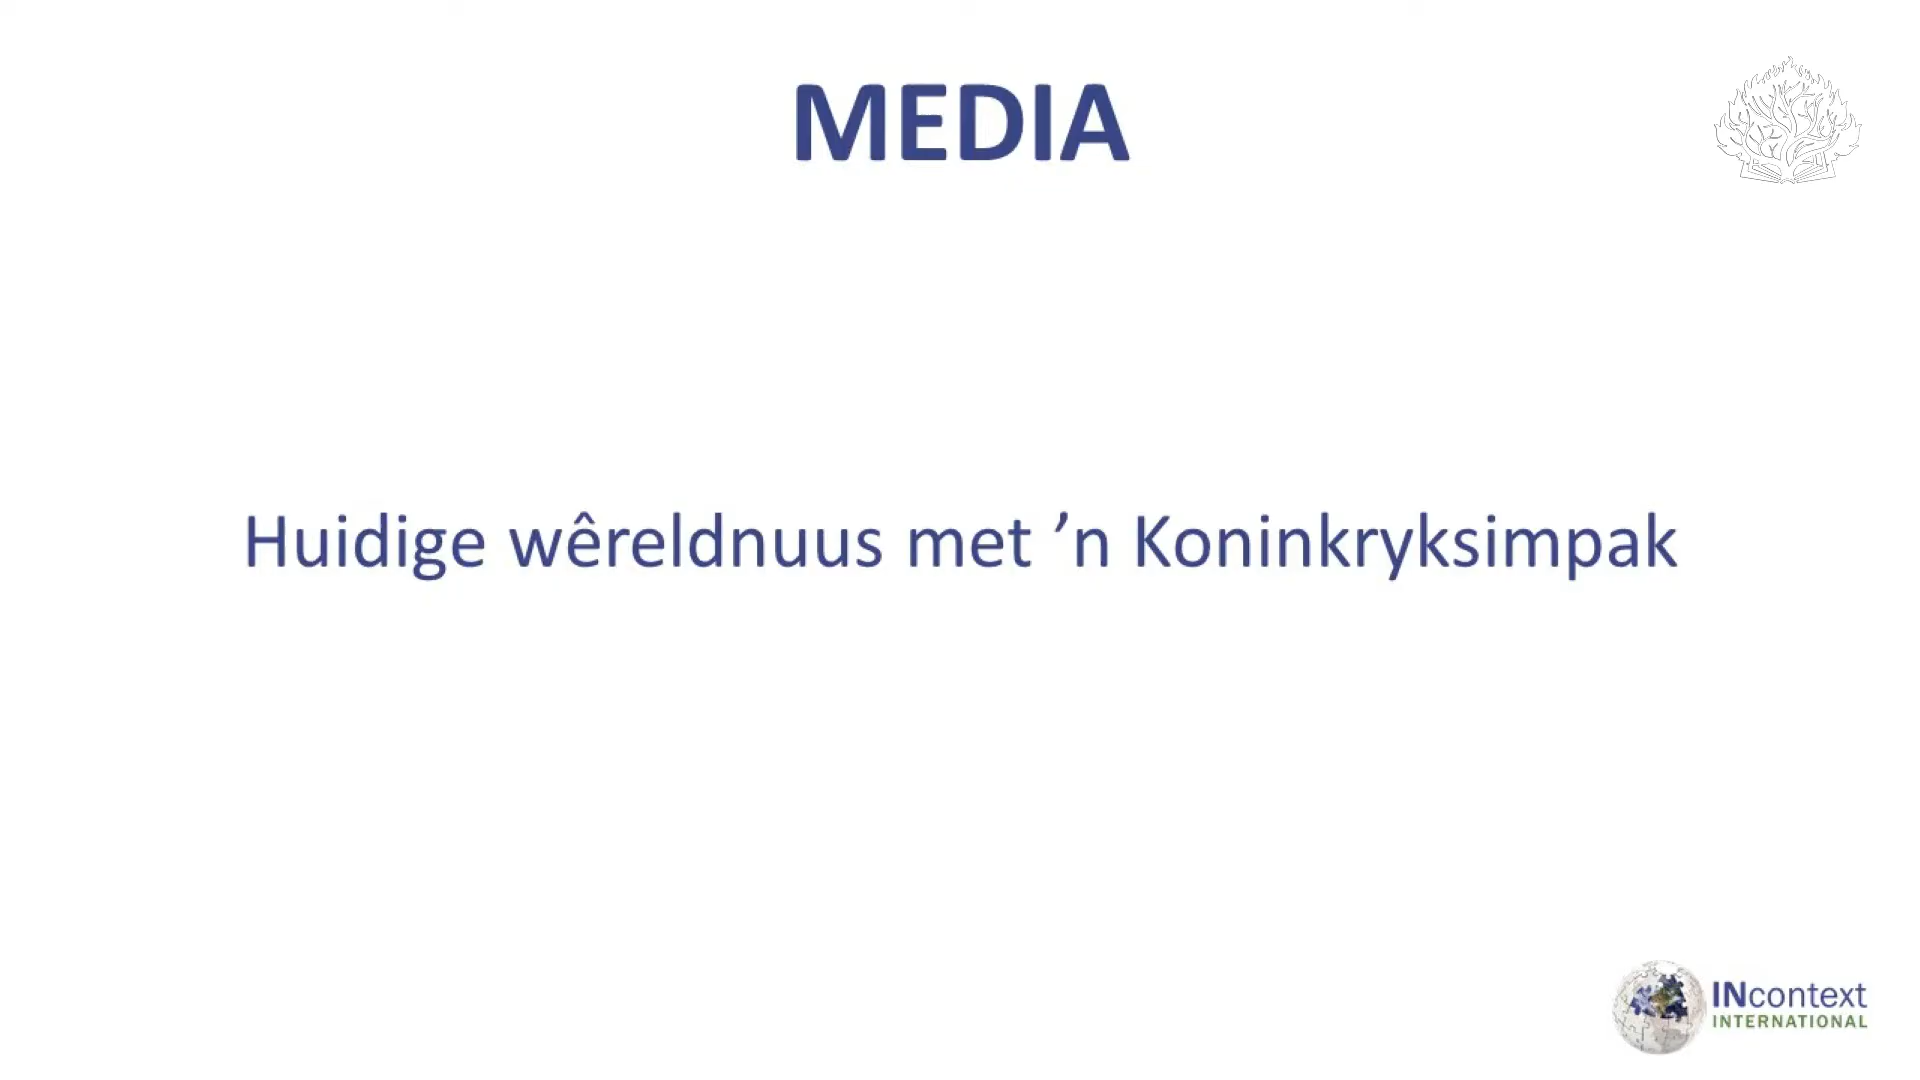 MEDIA
Huidige wêreldnuus met ’n Koninkryksimpak
INcontext
INTERNATIONAL